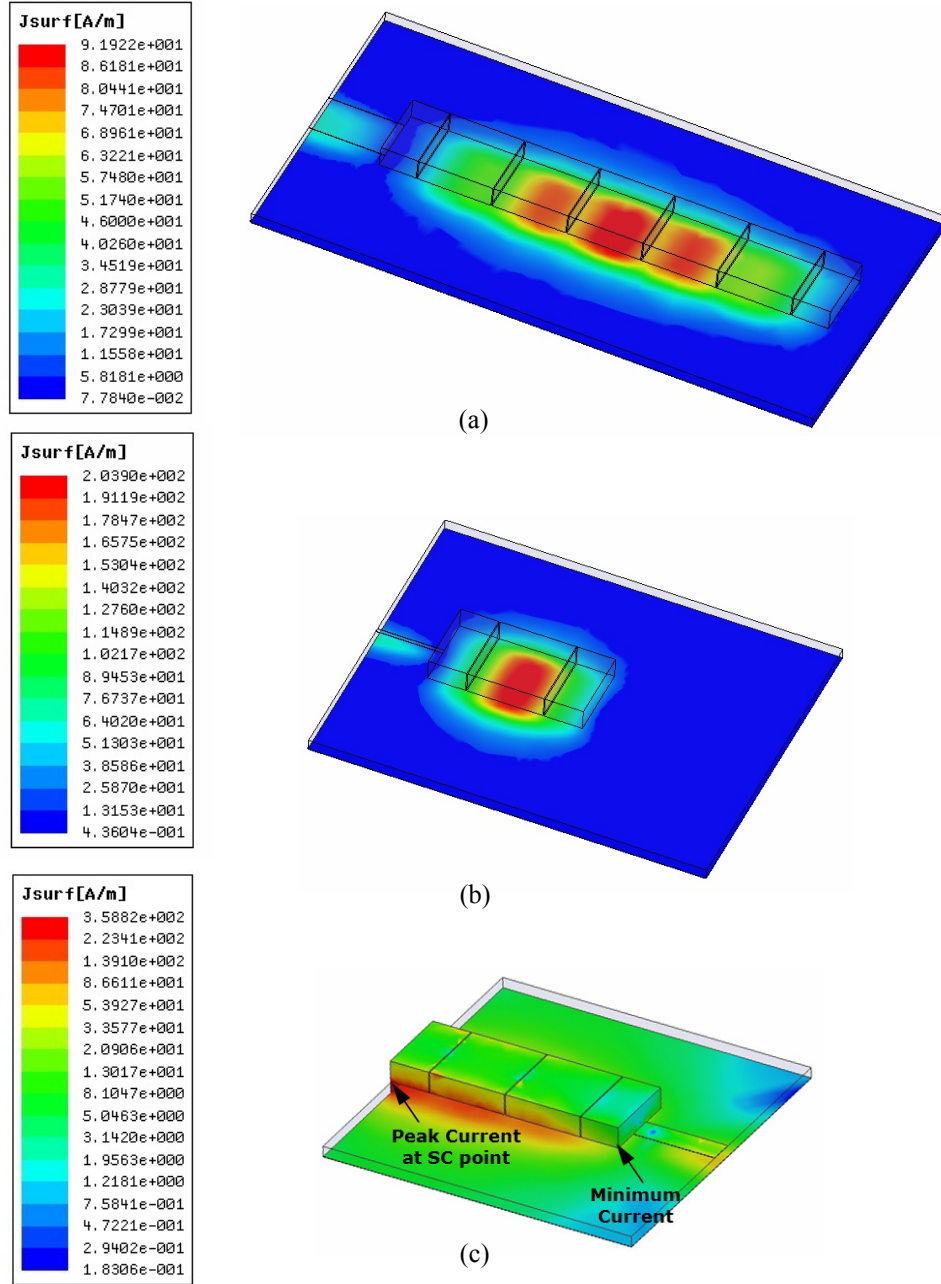 Jsurf[A/m]
9.1922e+001
8.6181e+001
8.0441e+001
7.4701e+001
6.8961e+001
6.3221e+001
5.7480e+001
5.1740e+001
4.6000e+001
4.0260e+001
3.4519e+001
2.8779e+001
2.3039e+001
1.7299e+001
1.1558e+001
5.8181e+000
7.7840e-002
(a)
Jsurf[A/m]
2.0390e+002
1.9119e+002
1.7847e+002
1.6575e+002
1.5304e+002
1.4032e+002
1.2760e+002
1.1489e+002
1.0217e+002
8.9453e+001
7.6737e+001
6.4020e+001
5.1303e+001
3.8586e+001
2.5870e+001
1.3153e+001
4.3604e-001
(b)
Jsurf[A/m]
3.5882e+002
2.2341e+002
1.3910e+002
8.6611e+001
5.3927e+001
3.3577e+001
2.0906e+001
1.3017e+001
8.1047e+000
5.0463e+000
3.1420e+000
1.9563e+000
1.2181e+000
7.5841e-001
4.7221e-001
2.9402e-001
1.8306e-001
Peak Current
at SC point
Minimum
Current
(c)